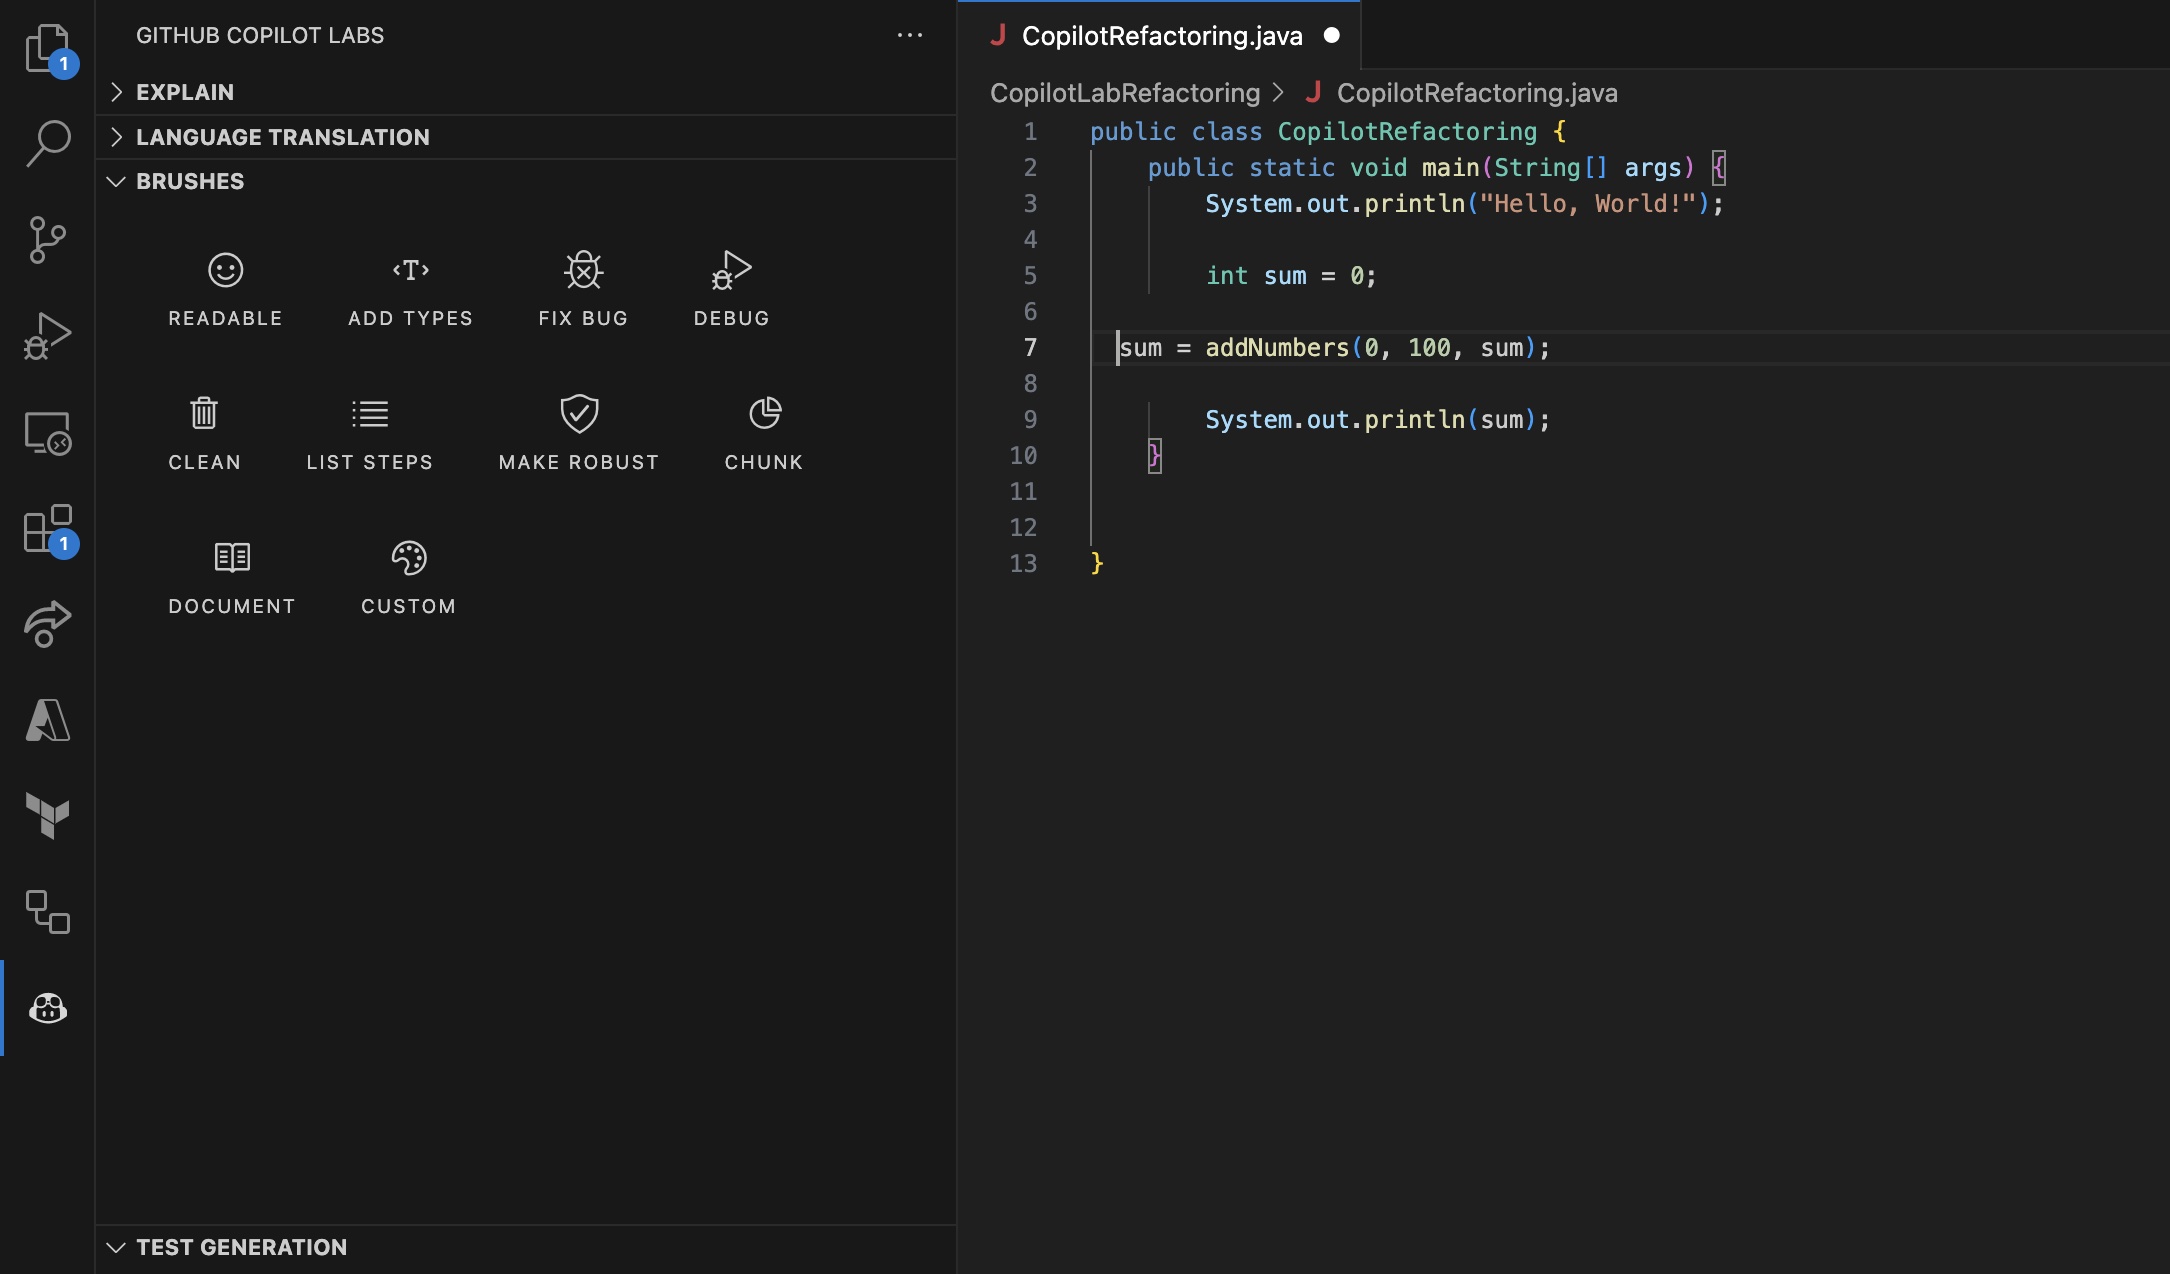 GITHUB COPILOT LABS
EXPLAIN
LANGUAGE TRANSLATION
BRUSHES
READABLE
ADD TYPES
FIX BUG
DEBUG
CLEAN
LIST STEPS
MAKE ROBUST
CHUNK
DOCUMENT
CUSTOM
TEST GENERATION
1
1
J CopilotRefactoring.java
CopilotLabRefactoring > J CopilotRefactoring.java
1 public class CopilotRefactoring {
2 public static void main(String[] args) {
3 System.out.println("Hello, World!");
4
5 int sum = 0;
6
7 sum = addNumbers(0, 100, sum);
8
9 System.out.println(sum);
10 }
11
12
13 }